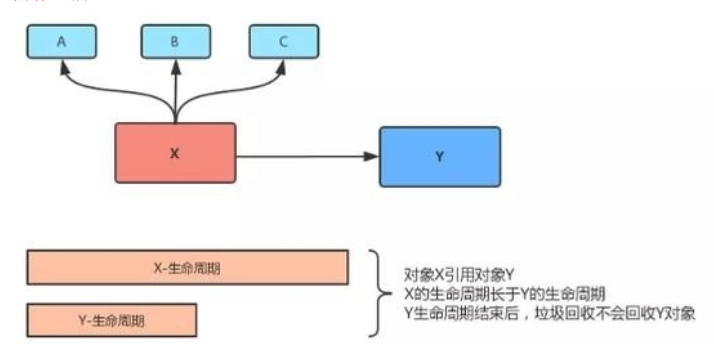 A
B
C
X
Y
X-生命周期
Y-生命周期
对象X引用对象Y
X的生命周期长于Y的生命周期
Y生命周期结束后，垃圾回收不会回收Y对象